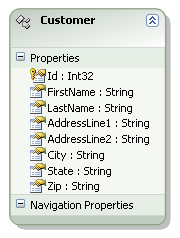 Customer
Properties
Id : Int32
FirstName : String
LastName : String
AddressLine1 : String
AddressLine2 : String
City : String
State : String
Zip : String
Navigation Properties